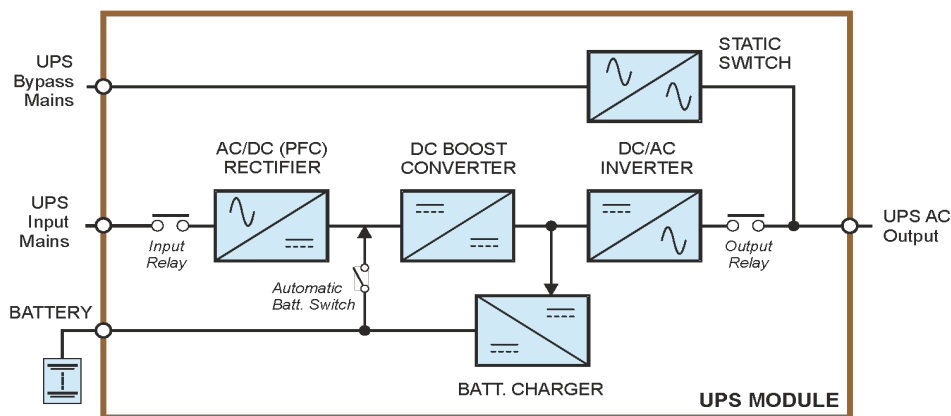 UPS
Bypass
Mains
STATIC
SWITCH
AC/DC (PFC)
RECTIFIER
DC BOOST
CONVERTER
DC/AC
INVERTER
UPS
Input
Mains
Input
Relay
Output
Relay
UPS AC
Output
Automatic
Batt. Switch
BATTERY
BATT. CHARGER
UPS MODULE